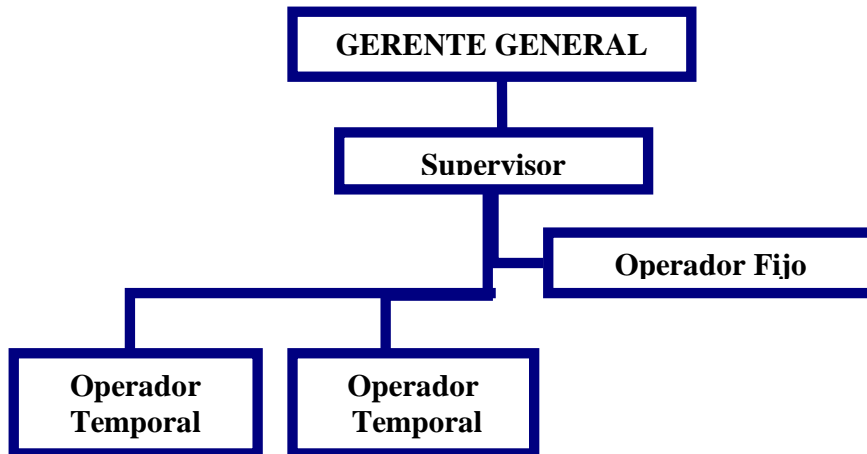 GERENTE GENERAL
Supervisor
Operador Fijo
Operador
Temporal
Operador
Temporal